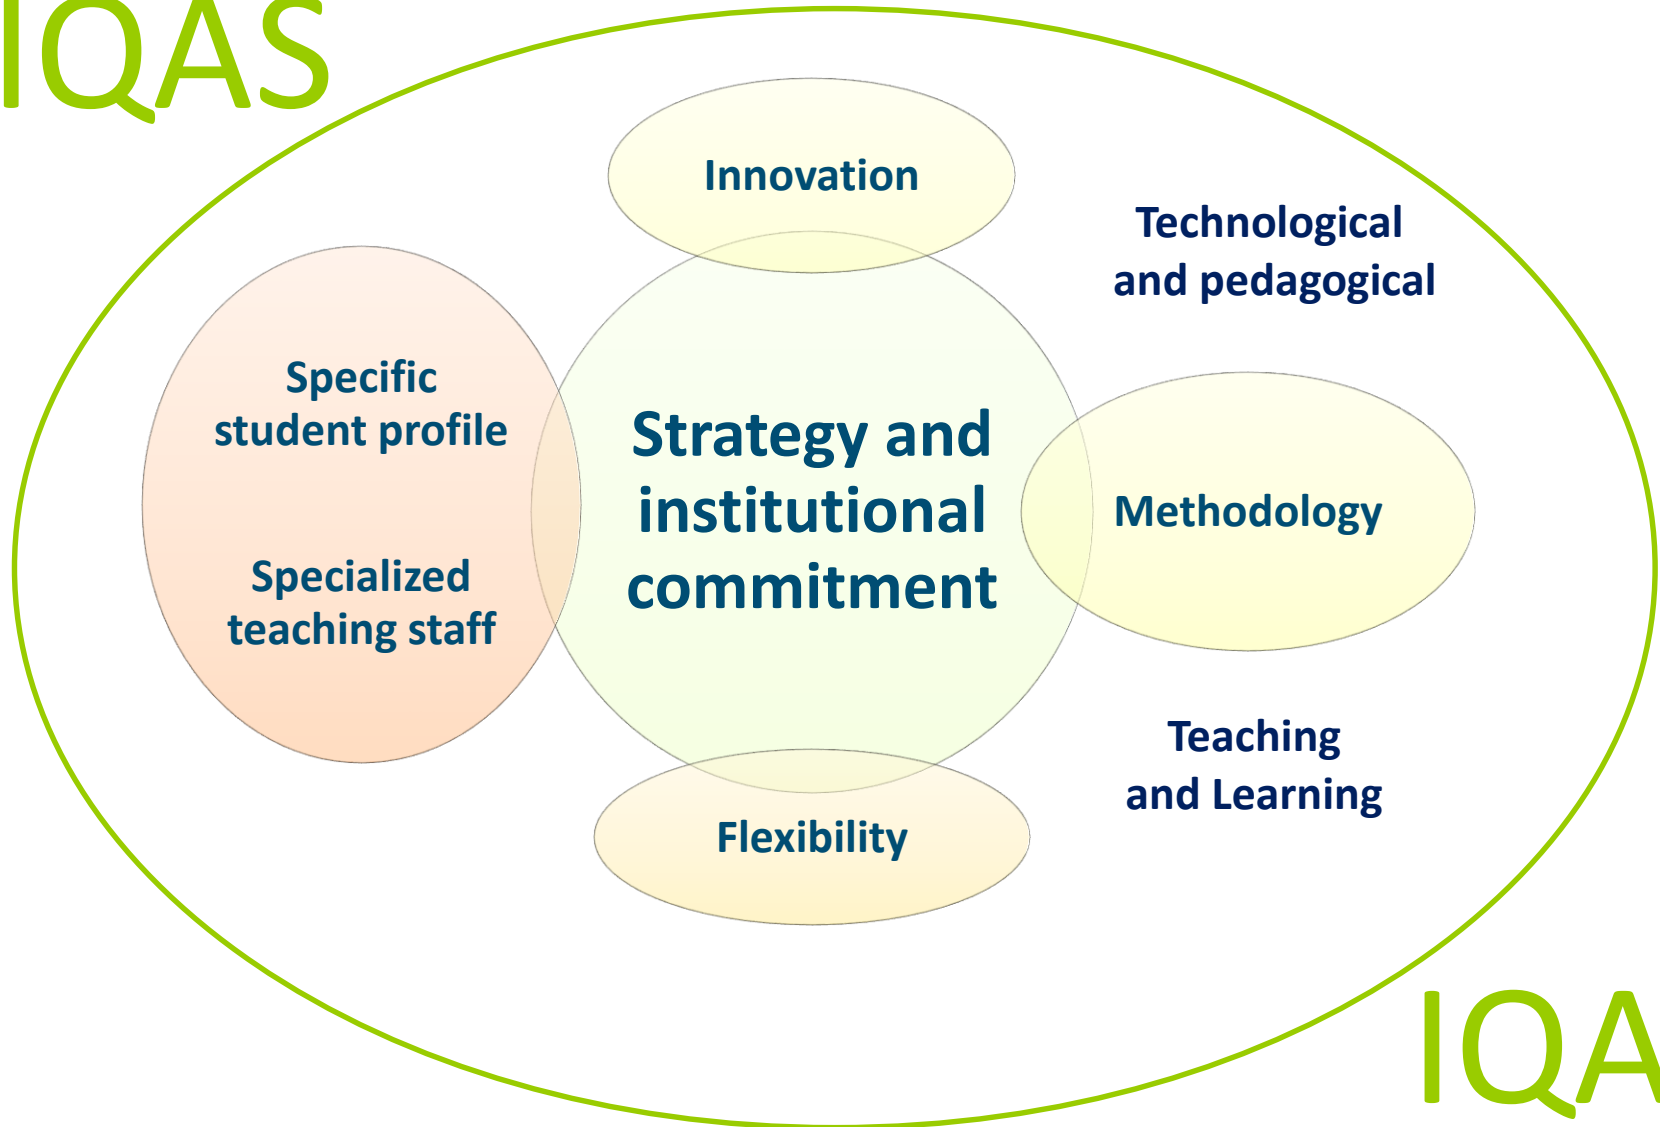 IQAS
Innovation
Technological
and pedagogical
Specific
student profile
Strategy and
institutional
commitment
Methodology
Specialized
teaching staff
Teaching
and Learning
Flexibility
IQA